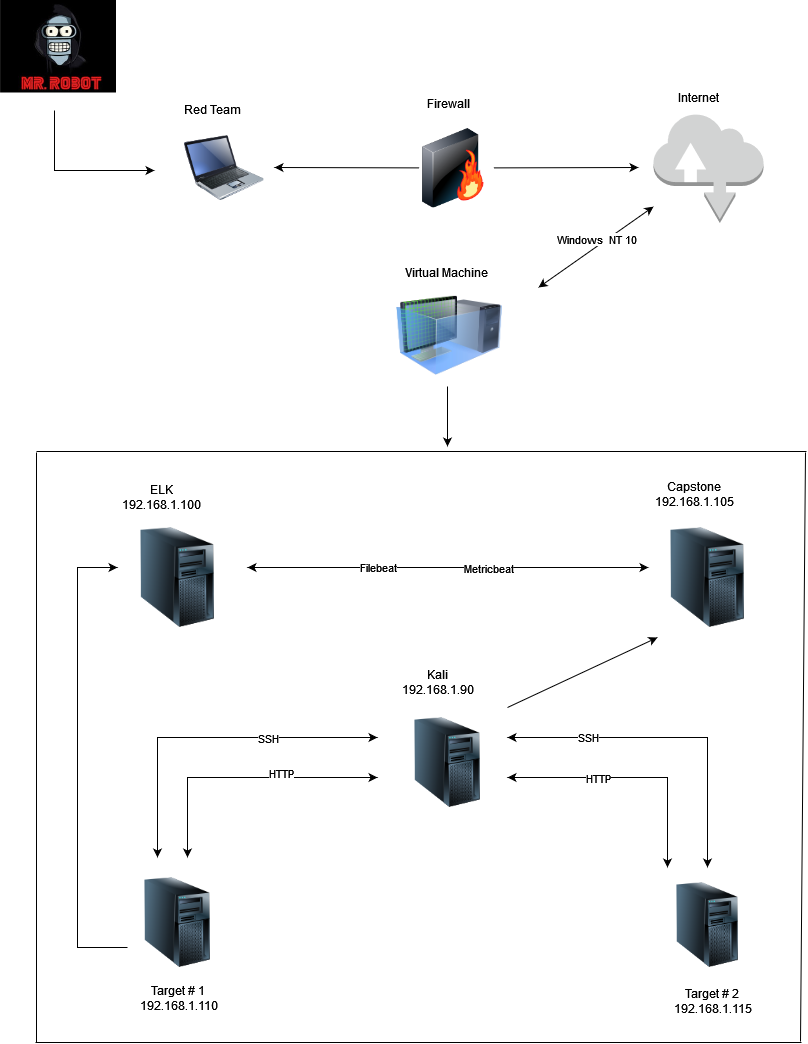 MR. ROBOT
Red Team
Firewall
Internet
Windows NT 10
Virtual Machine
ELK
192.168.1.100
Capstone
192.168.1.105
Filebeat
Metricbeat
Kali
192.168.1.90
SSH
SSH
HTTP
HTTP
Target # 1
192.168.1.110
Target # 2
192.168.1.115